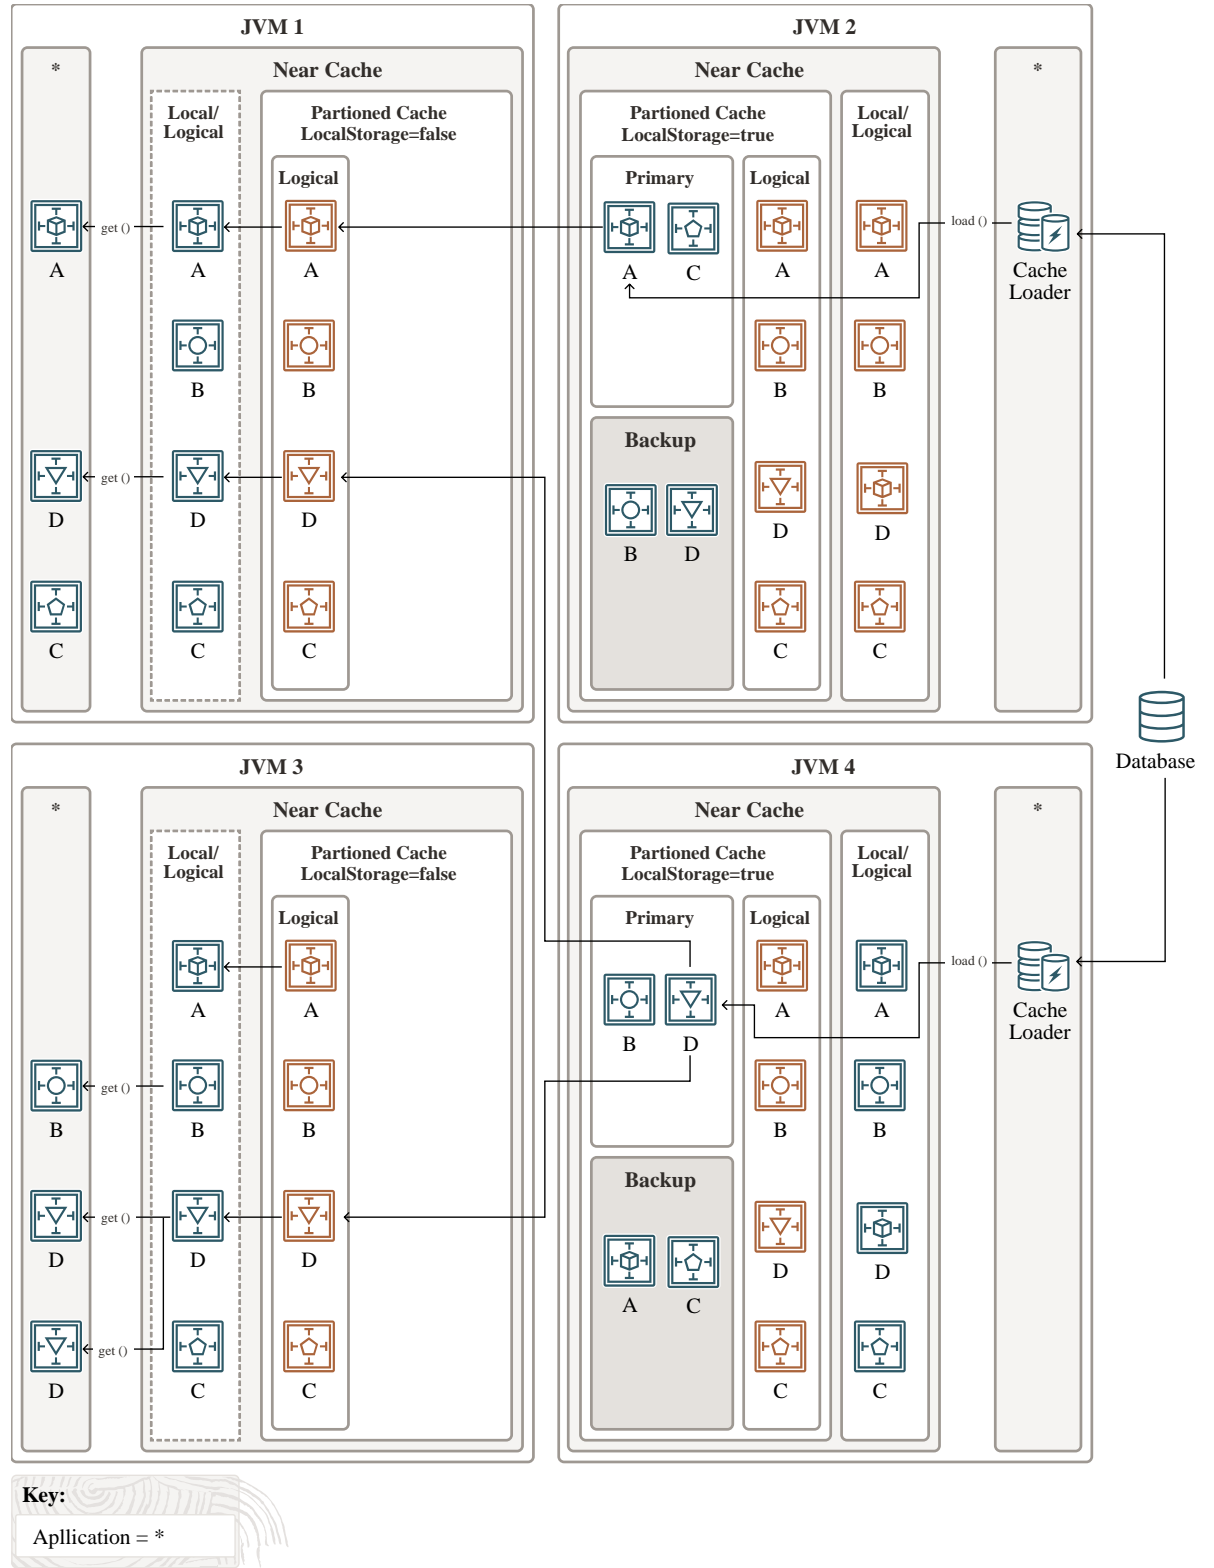 JVM 1
*
Near Cache
Local/
Logical
Partioned Cache
LocalStorage=false
Logical
get ()
A
A
A
B
B
get ()
D
D
D
C
C
C
JVM 2
Near Cache
*
Partioned Cache
LocalStorage=true
Local/
Logical
Primary
Logical
load ()
A
C
A
A
Cache
Loader
B
B
Backup
B
D
D
D
C
C
Database
JVM 3
*
Near Cache
Local/
Logical
Partioned Cache
LocalStorage=false
Logical
A
A
get ()
B
B
B
get ()
D
D
D
get ()
D
C
C
JVM 4
Near Cache
*
Partioned Cache
LocalStorage=true
Local/
Logical
Primary
Logical
load ()
A
A
Cache
Loader
B
D
B
B
Backup
D
D
A
C
C
C
Key:
Apllication = *